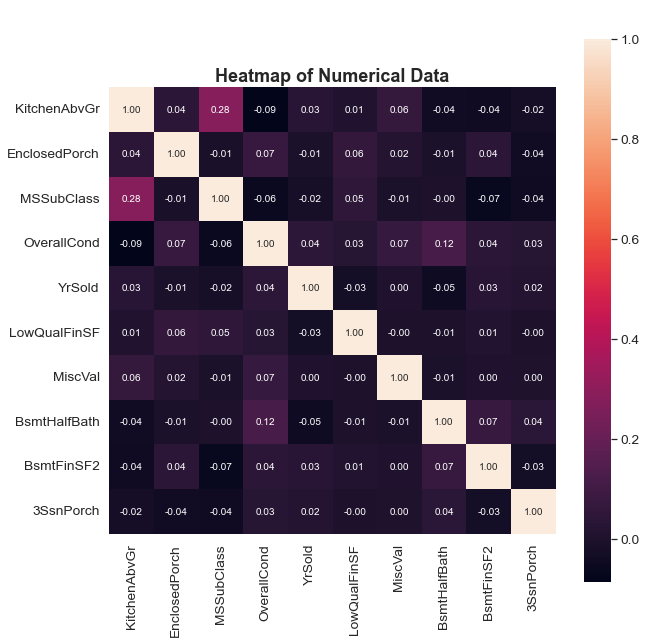 Heatmap of Numerical Data
KitchenAbvGr 1.00 0.04 0.28 -0.09 0.03 0.01 0.06 -0.04 -0.04 -0.02
EnclosedPorch 0.04 1.00 -0.01 0.07 -0.01 0.06 0.02 -0.01 0.04 -0.04
MSSubClass 0.28 -0.01 1.00 -0.06 -0.02 0.05 -0.01 -0.00 -0.07 -0.04
OverallCond -0.09 0.07 -0.06 1.00 0.04 0.03 0.07 0.12 0.04 0.03
YrSold 0.03 -0.01 -0.02 0.04 1.00 -0.03 0.00 -0.05 0.03 0.02
LowQualFinSF 0.01 0.06 0.05 0.03 -0.03 1.00 -0.00 -0.01 0.01 -0.00
MiscVal 0.06 0.02 -0.01 0.07 0.00 -0.00 1.00 -0.01 0.00 0.00
BsmtHalfBath -0.04 -0.01 -0.00 0.12 -0.05 -0.01 -0.01 1.00 0.07 0.04
BsmtFinSF2 -0.04 0.04 -0.07 0.04 0.03 0.01 0.00 0.07 1.00 -0.03
3SsnPorch -0.02 -0.04 -0.04 0.03 0.02 -0.00 0.00 0.04 -0.03 1.00
KitchenAbvGr
EnclosedPorch
MSSubClass
OverallCond
YrSold
LowQualFinSF
MiscVal
BsmtHalfBath
BsmtFinSF2
3SsnPorch
1.0
0.8
0.6
0.4
0.2
0.0